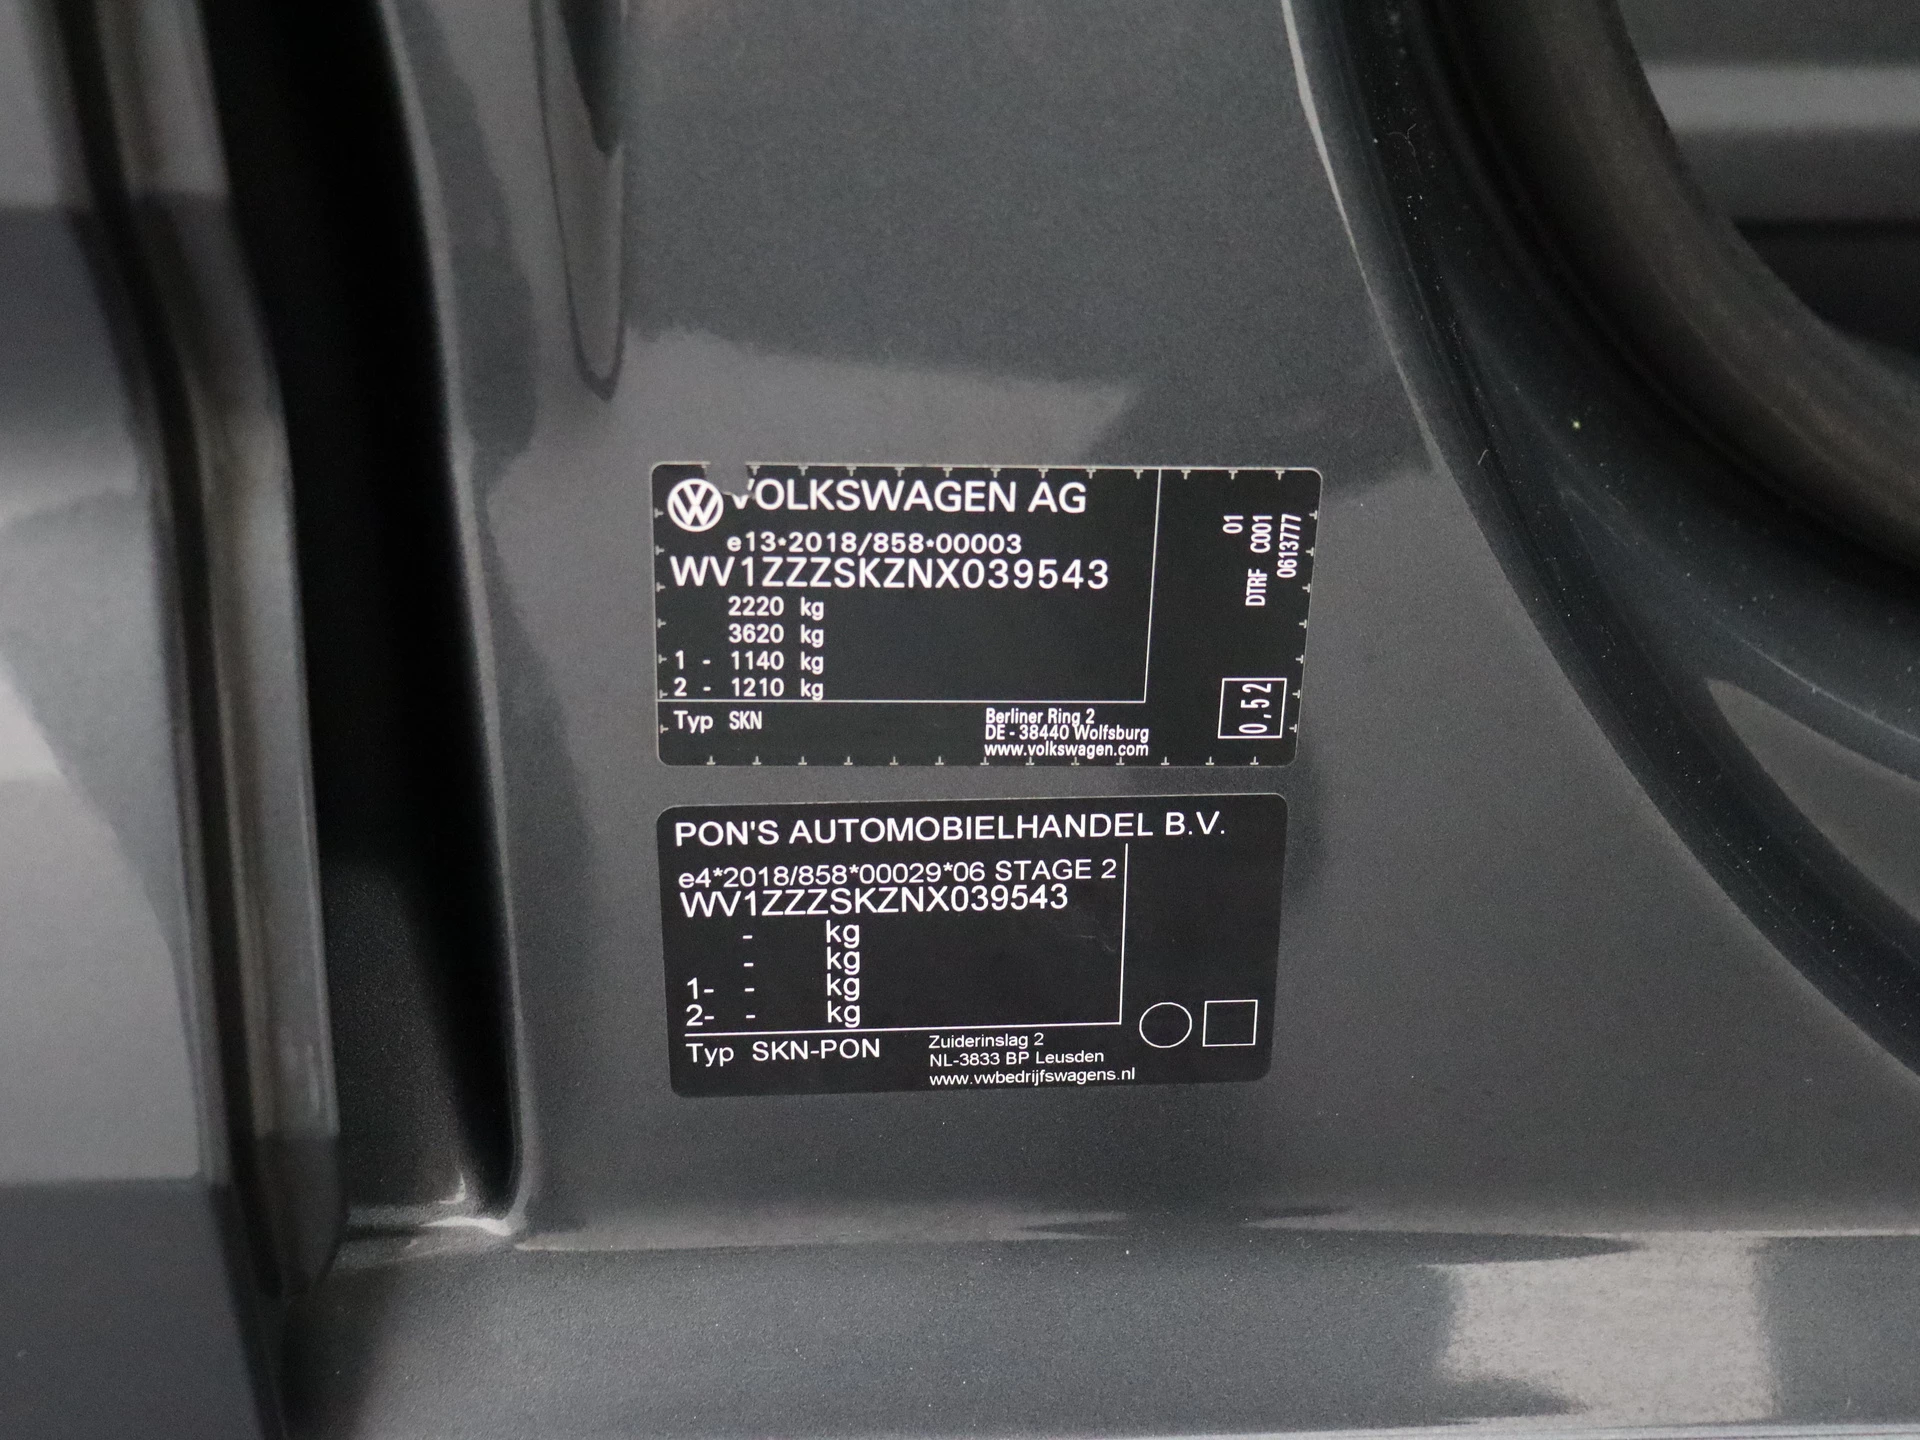 VOLKSWAGEN AG
e13*2018/858*00003
WV1ZZZSKZNX039543
2220 kg
3620 kg
1 - 1140 kg
2 - 1210 kg
Typ SKN
Berliner Ring 2
DE - 38440 Wolfsburg
www.volkswagen.com
01
DTRF C001
0613777
0,52
PON'S AUTOMOBIELHANDEL B.V.
e4*2018/858*00029*06 STAGE 2
WV1ZZZSKZNX039543
- kg
- kg
1- - kg
2- - kg
Typ SKN-PON
Zuiderinslag 2
NL-3833 BP Leusden
www.vwbedrijfswagens.nl